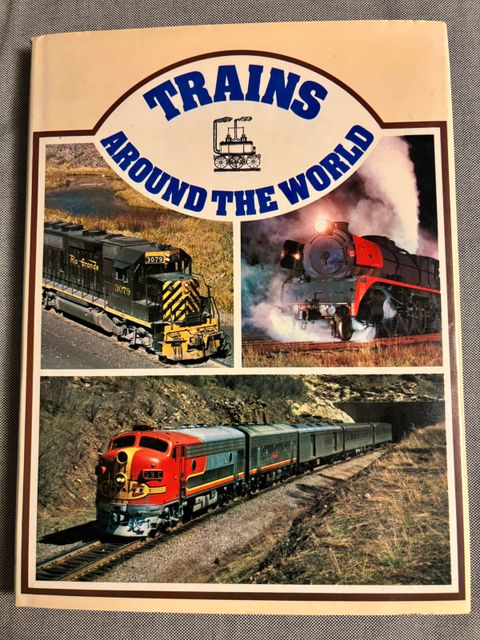 TRAINS
AROUND THE WORLD
3079
Rio Grande
3079